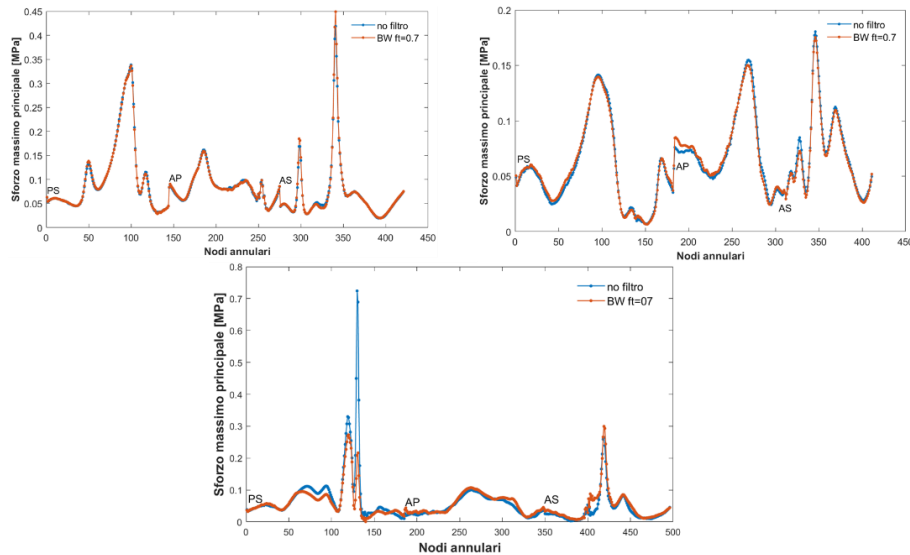 Sforzo massimo principale [MPa]
0.45
0.4
0.35
0.3
0.25
0.2
0.15
0.1
0.05
0
no filtro
BW ft=0.7
PS
AP
AS
0 50 100 150 200 250 300 350 400 450
Nodi annulari
Sforzo massimo principale [MPa]
0.2
0.15
0.1
0.05
0
no filtro
BW ft=0.7
PS
AP
AS
0 50 100 150 200 250 300 350 400 450
Nodi annulari
Sforzo massimo principale [MPa]
0.8
0.7
0.6
0.5
0.4
0.3
0.2
0.1
0
no filtro
BW ft=07
PS
AP
AS
0 50 100 150 200 250 300 350 400 450 500
Nodi annulari